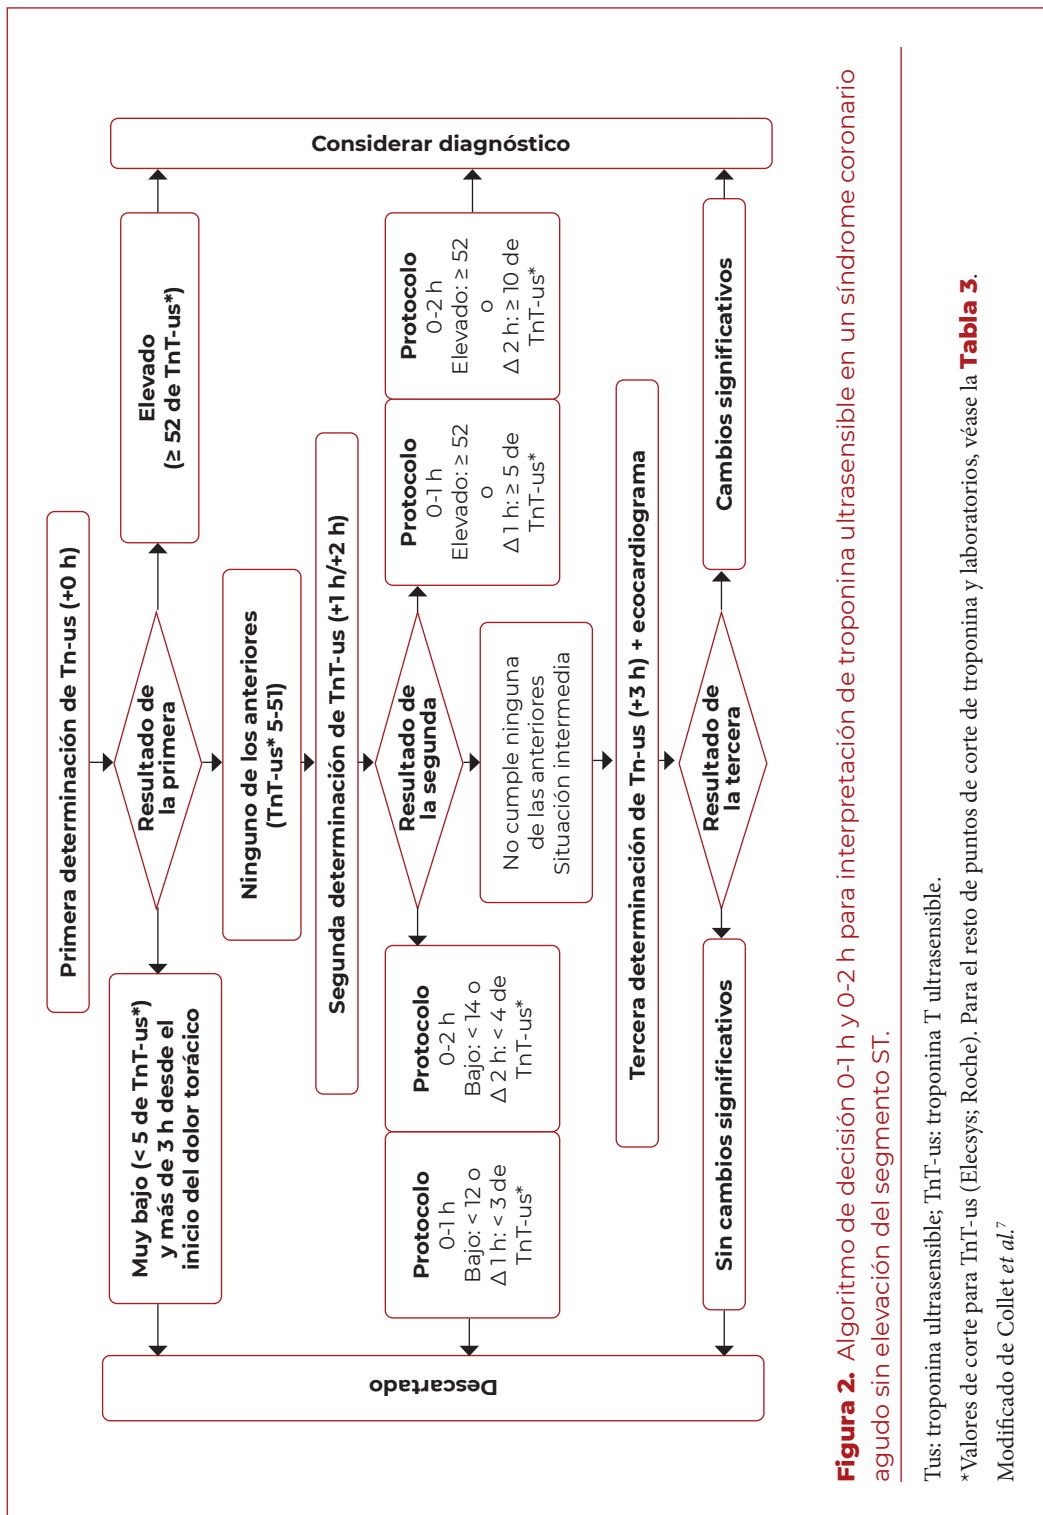 Primera determinación de Tn-us (+0 h)
Resultado de
la primera
Muy bajo (< 5 de TnT-us*)
y más de 3 h desde el
inicio del dolor torácico
Elevado
(≥ 52 de TnT-us*)
Ninguno de los anteriores
(TnT-us* 5-51)
Segunda determinación de TnT-us (+1 h/+2 h)
Resultado de
la segunda
Protocolo
0-1 h
Bajo: < 12 o
Δ 1 h: < 3 de
TnT-us*
Protocolo
0-2 h
Bajo: < 14 o
Δ 2 h: < 4 de
TnT-us*
Protocolo
0-1 h
Elevado: ≥ 52
o
Δ 1 h: ≥ 5 de
TnT-us*
Protocolo
0-2 h
Elevado: ≥ 52
o
Δ 2 h: ≥ 10 de
TnT-us*
No cumple ninguna
de las anteriores
Situación intermedia
Tercera determinación de Tn-us (+3 h) + ecocardiograma
Resultado de
la tercera
Sin cambios significativos
Cambios significativos
Descartado
Considerar diagnóstico
Figura 2. Algoritmo de decisión 0-1 h y 0-2 h para interpretación de troponina ultrasensible en un síndrome coronario
agudo sin elevación del segmento ST.
Tus: troponina ultrasensible; TnT-us: troponina T ultrasensible.
*Valores de corte para TnT-us (Elecsys; Roche). Para el resto de puntos de corte de troponina y laboratorios, véase la Tabla 3.
Modificado de Collet et al.⁷